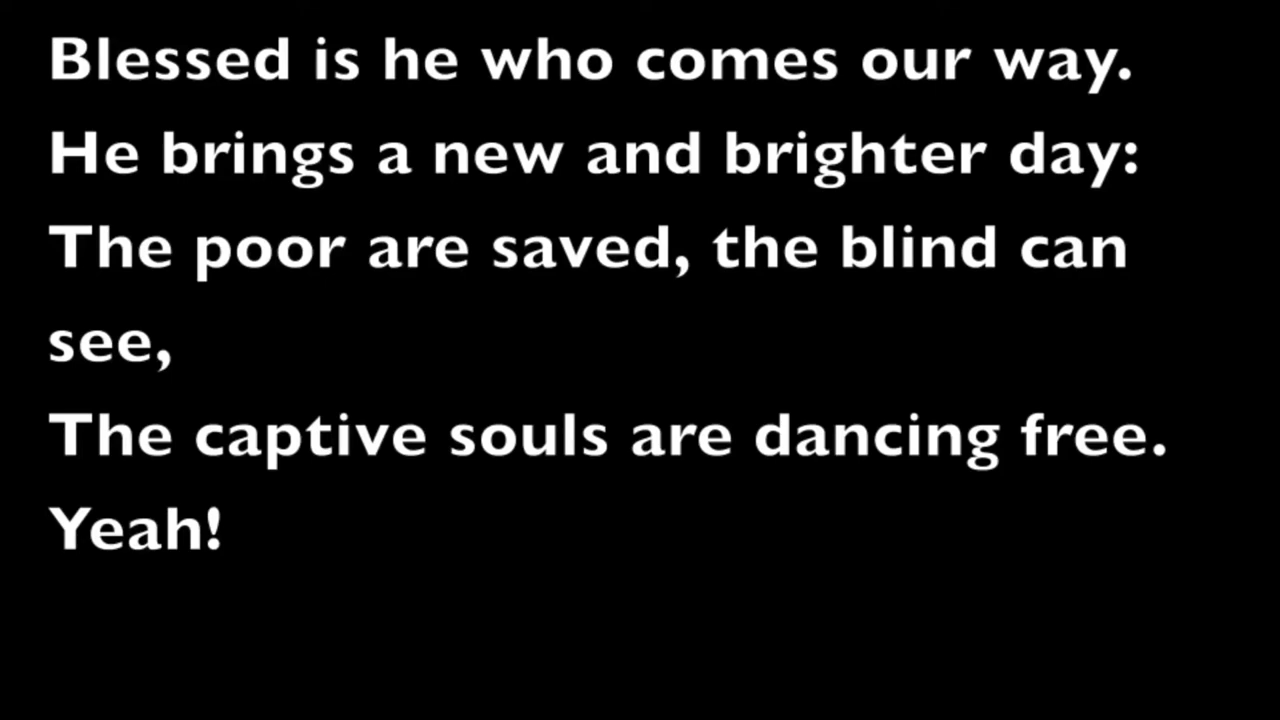 Blessed is he who comes our way.
He brings a new and brighter day:
The poor are saved, the blind can
see,
The captive souls are dancing free.
Yeah!